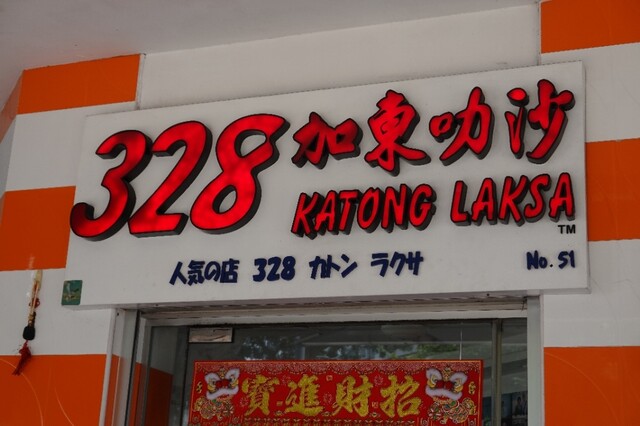 328 加東叻沙
KATONG LAKSA
TM
人気の店 328 カトン ラクサ No. 51
寶進財招